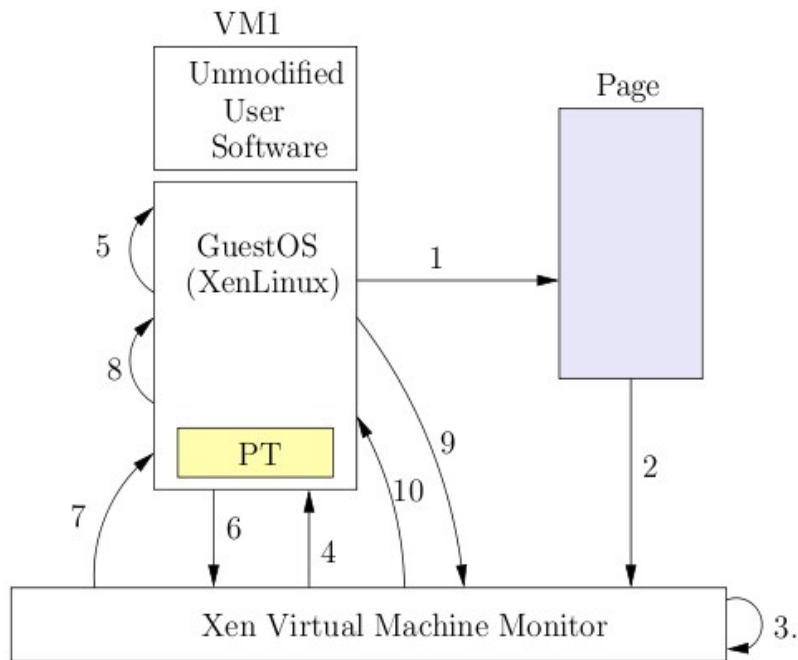 VM1
Unmodified
User
Software
Page
GuestOS
(XenLinux)
5
1
8
PT
9
10
2
7
6
4
Xen Virtual Machine Monitor
3.